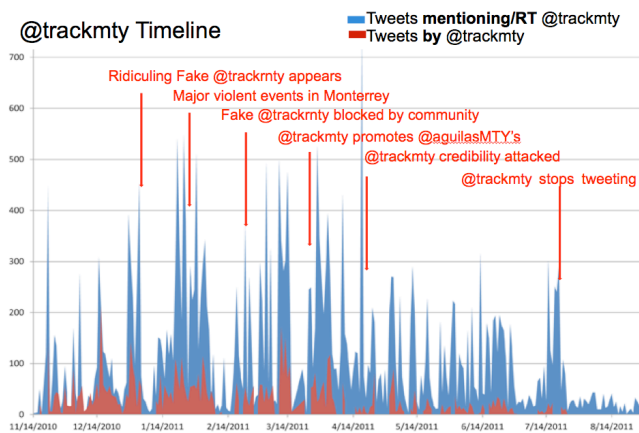 @trackmty Timeline
Tweets mentioning/RT @trackmty
Tweets by @trackmty
700
Ridiculing Fake @trackrnty appears
600
Major violent events in Monterrey
Fake @trackrnty blocked by community
@trackmty promotes @aguilasMTY's
500
@trackmty credibility attacked
@trackmty stops tweeting
400
300
200
100
0
11/14/2010 12/14/2010 1/14/2011 2/14/2011 3/14/2011 4/14/2011 5/14/2011 6/14/2011 7/14/2011 8/14/2011